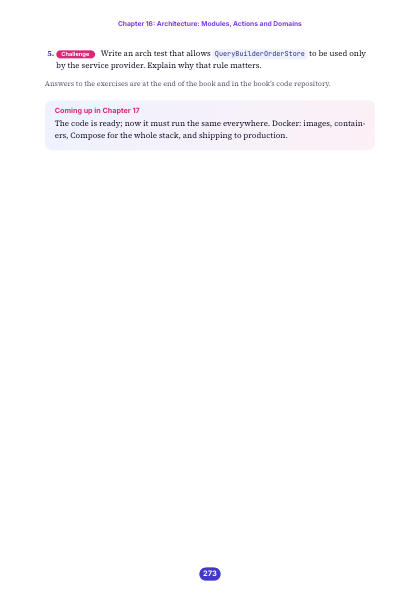 Chapter 16: Architecture: Modules, Actions and Domains
5. Challenge Write an arch test that allows QueryBuilderOrderStore to be used only
by the service provider. Explain why that rule matters.
Answers to the exercises are at the end of the book and in the book's code repository.
Coming up in Chapter 17
The code is ready; now it must run the same everywhere. Docker: images, contain-
ers, Compose for the whole stack, and shipping to production.
273